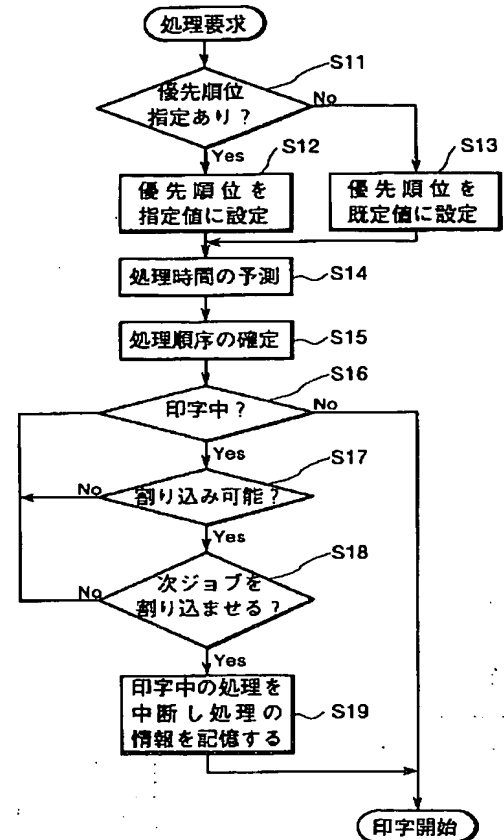 処理要求
S11
優先順位
指定あり?
No
Yes
S12
優先順位を
指定値に設定
S13
優先順位を
既定値に設定
処理時間の予測
S14
処理順序の確定
S15
S16
印字中?
No
Yes
S17
割り込み可能?
No
Yes
S18
次ジョブを
割り込ませる?
No
Yes
印字中の処理を
中断し処理の
情報を記憶する
S19
印字開始